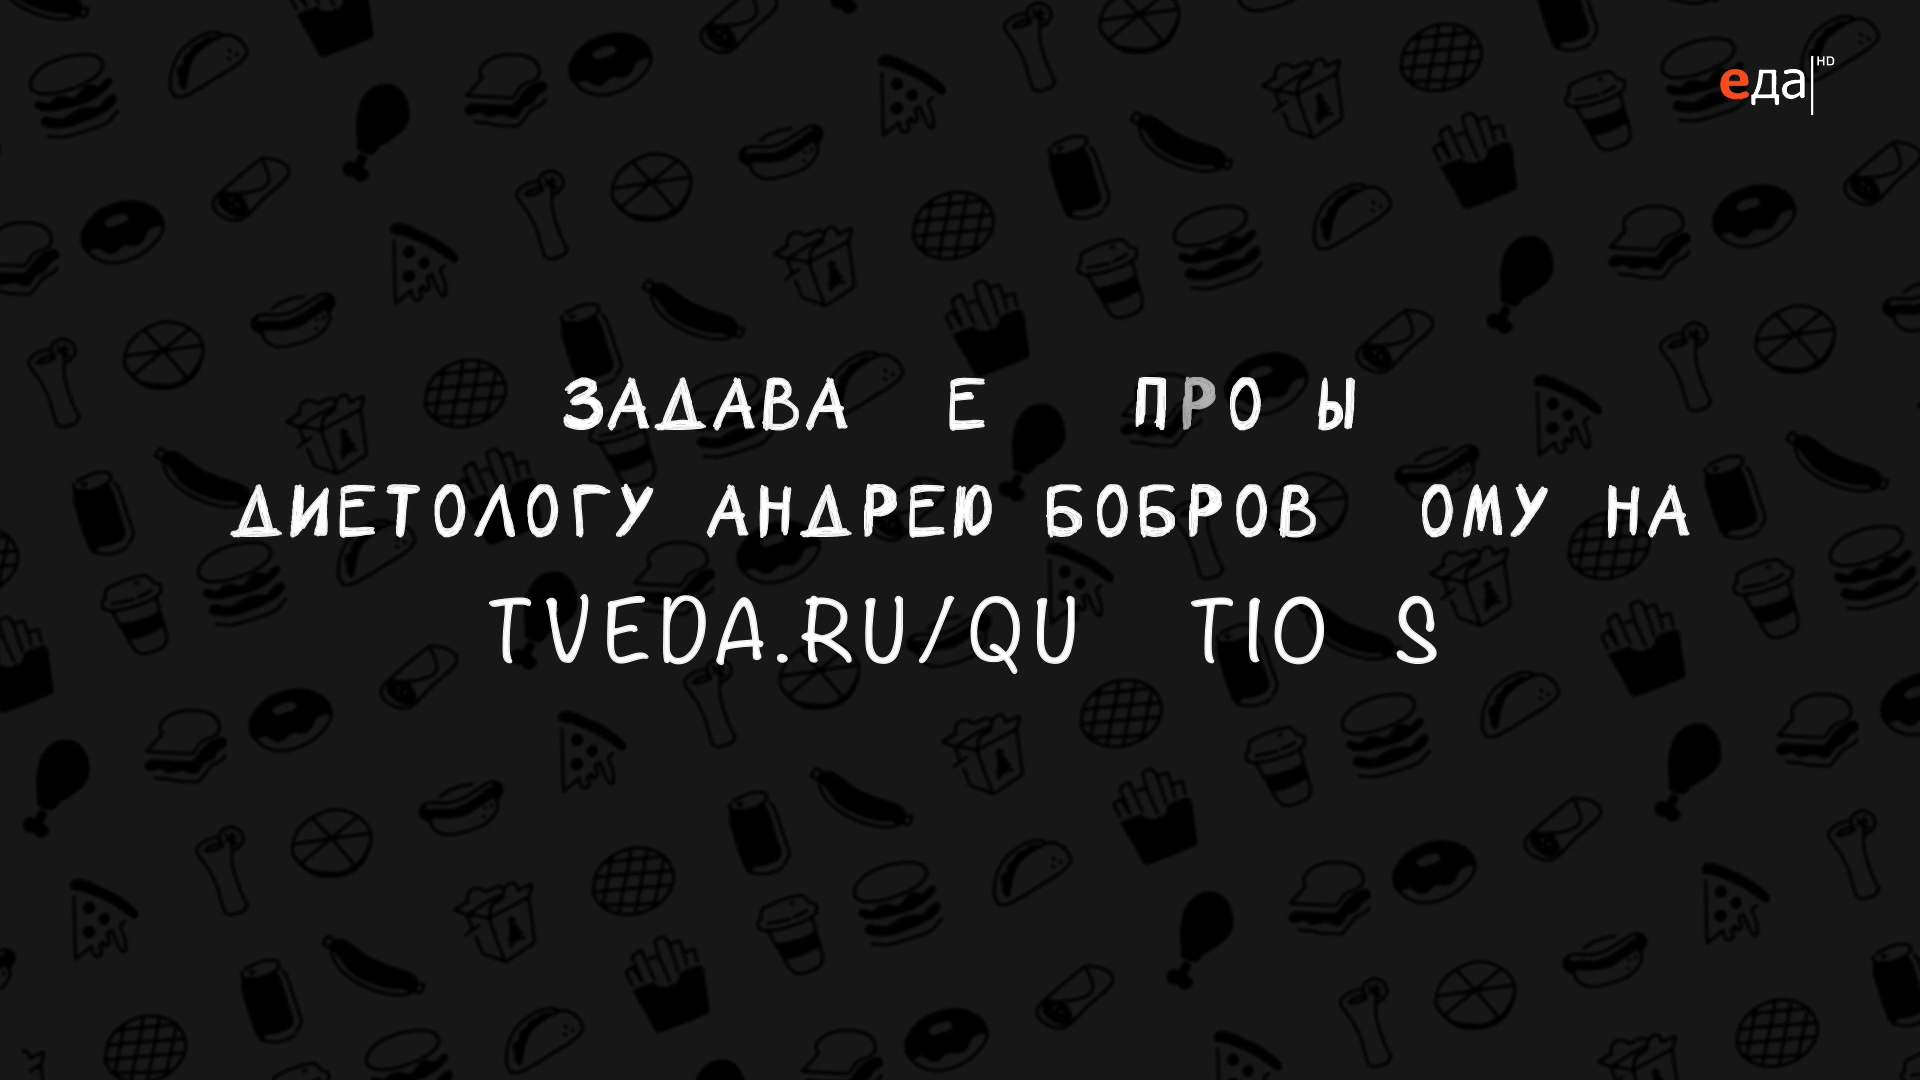 еда HD
ЗАДАВА Е ПРО Ы
ДИЕТОЛОГУ АНДРЕЮ БОБРОВ ОМУ НА
TVEDA.RU/QU TIO S